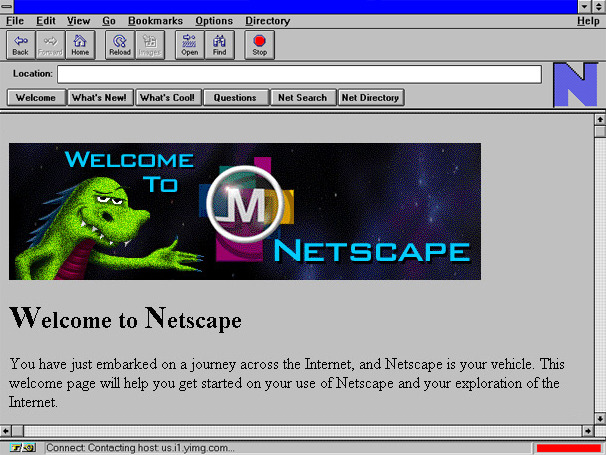 File Edit View Go Bookmarks Options Directory Help
Back Forward Home Reload Images Open Find Stop
Location:
Welcome What's New! What's Cool! Questions Net Search Net Directory
N
WELCOME
TO
M
NETSCAPE
Welcome to Netscape
You have just embarked on a journey across the Internet, and Netscape is your vehicle. This
welcome page will help you get started on your use of Netscape and your exploration of the
Internet.
Connect: Contacting host: us.i1.yimg.com...